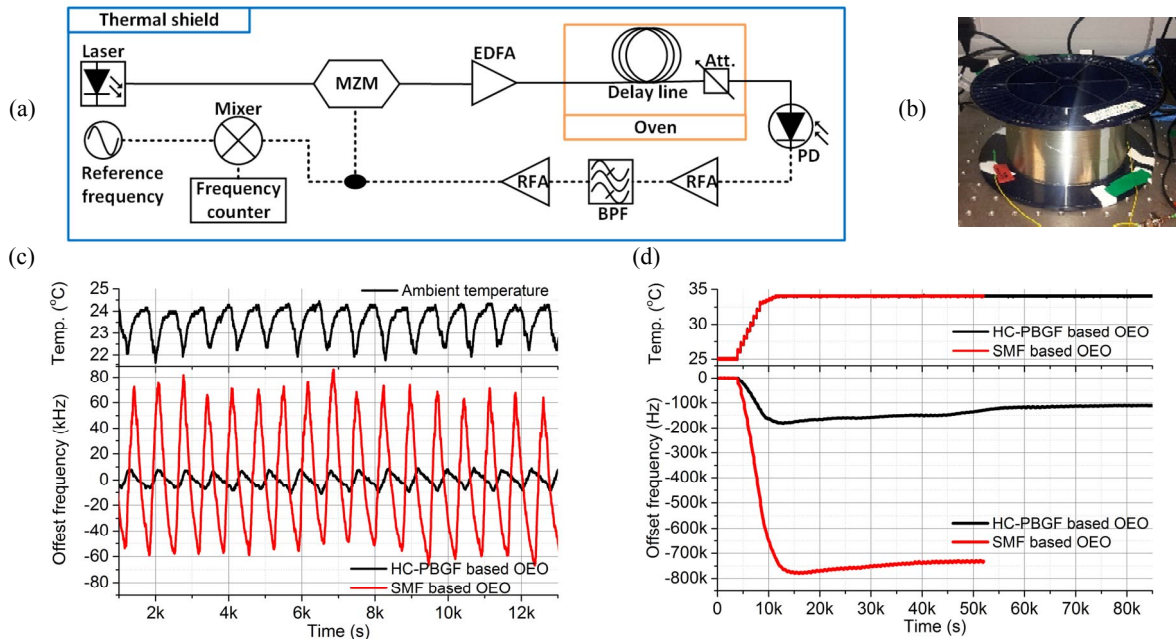 Thermal shield
Laser
EDFA
Att.
MZM
Delay line
Oven
PD
(a)
(b)
Mixer
Reference
frequency
Frequency
counter
RFA
BPF
RFA
(c)
(d)
25
24
23
22
Temp. (°C)
Ambient temperature
80
60
40
20
0
-20
-40
-60
-80
Offest frequency (kHz)
HC-PBGF based OEO
SMF based OEO
2k 4k 6k 8k 10k 12k
Time (s)
35
30
25
Temp. (°C)
HC-PBGF based OEO
SMF based OEO
0
-100k
-200k
-300k
-400k
-500k
-600k
-700k
-800k
Offset frequency (Hz)
HC-PBGF based OEO
SMF based OEO
0 10k 20k 30k 40k 50k 60k 70k 80k
Time (s)